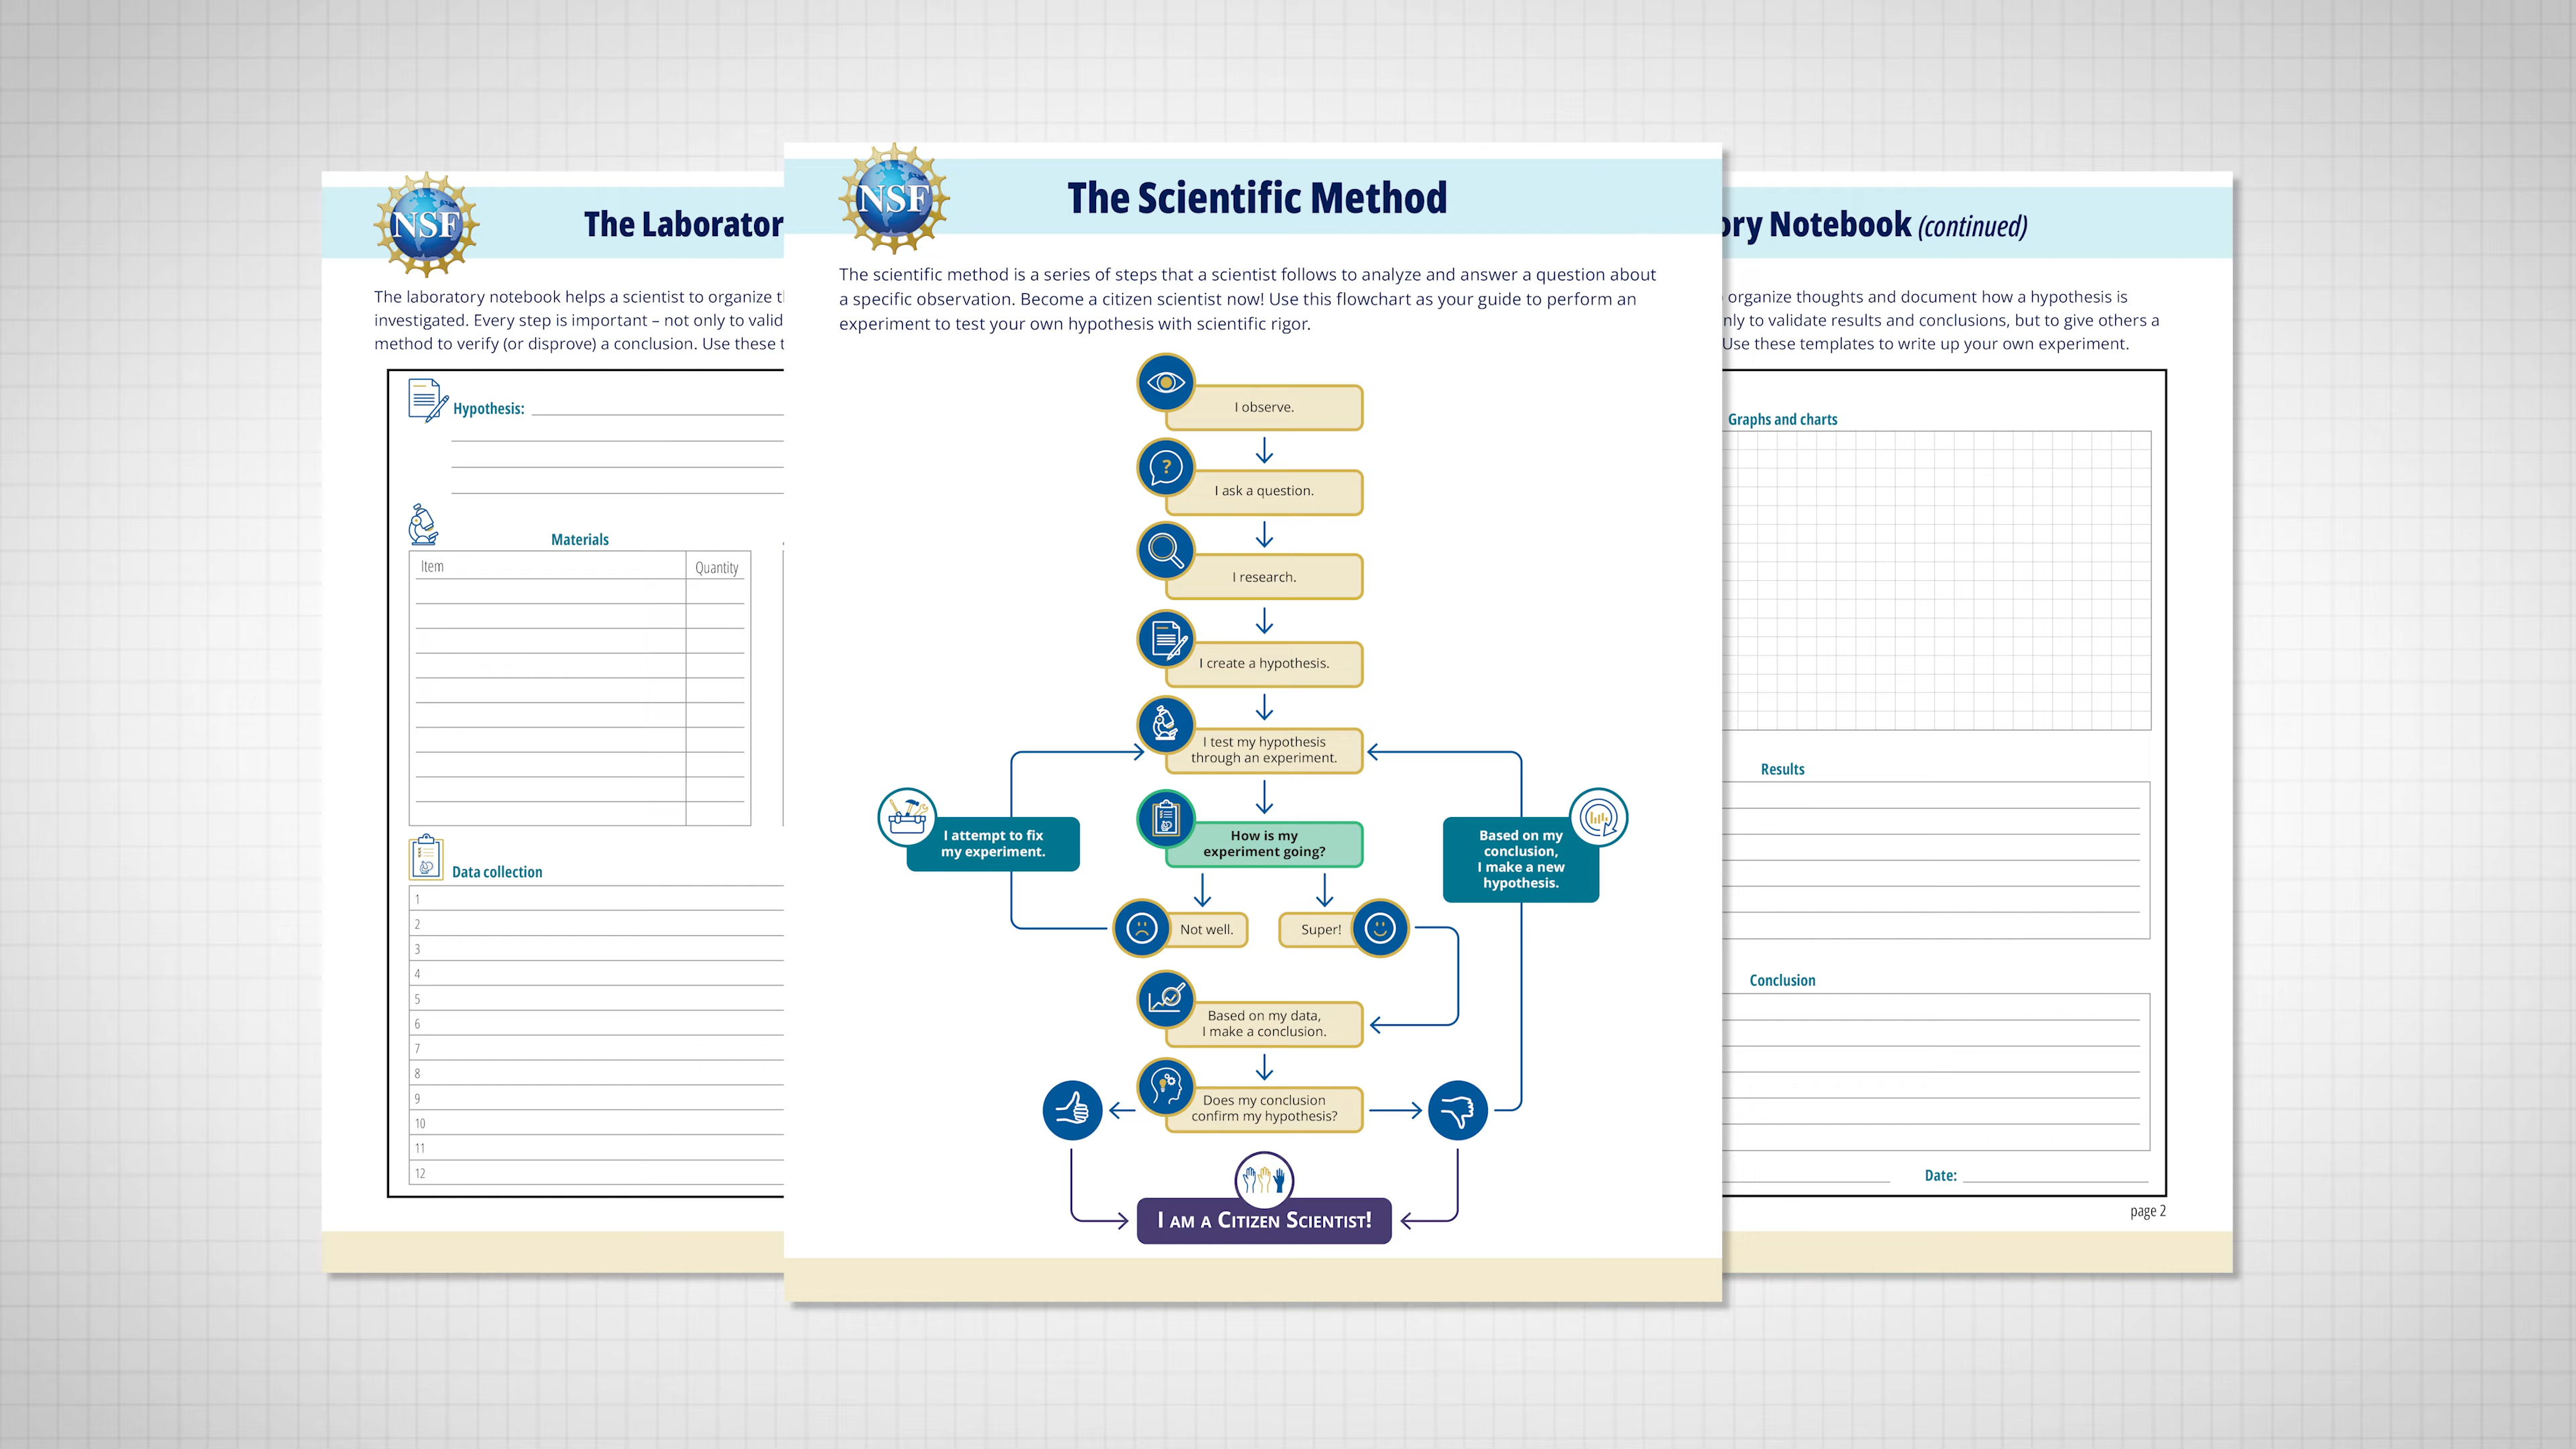 NSF
The Laborator
The laboratory notebook helps a scientist to organize t
investigated. Every step is important – not only to valid
method to verify (or disprove) a conclusion. Use these t
Hypothesis:
Materials
Item
Quantity
Data collection
1
2
3
4
5
6
7
8
9
10
11
12
NSF
The Scientific Method
The scientific method is a series of steps that a scientist follows to analyze and answer a question about
a specific observation. Become a citizen scientist now! Use this flowchart as your guide to perform an
experiment to test your own hypothesis with scientific rigor.
I observe.
?
I ask a question.
I research.
I create a hypothesis.
I test my hypothesis
through an experiment.
I attempt to fix
my experiment.
How is my
experiment going?
Based on my
conclusion,
I make a new
hypothesis.
Not well.
Super!
Based on my data,
I make a conclusion.
Does my conclusion
confirm my hypothesis?
I AM A CITIZEN SCIENTIST!
ory Notebook (continued)
organize thoughts and document how a hypothesis is
nly to validate results and conclusions, but to give others a
Use these templates to write up your own experiment.
Graphs and charts
Results
Conclusion
Date:
page 2